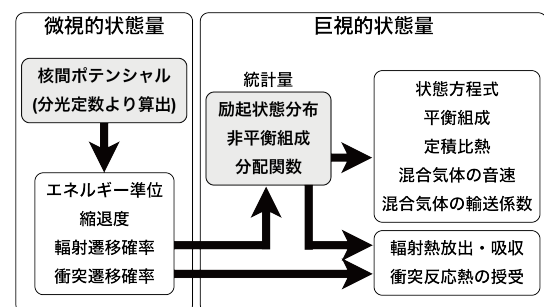 微視的状態量
核間ポテンシャル
(分光定数より算出)
エネルギー準位
縮退度
輻射遷移確率
衝突遷移確率
巨視的状態量
統計量
励起状態分布
非平衡組成
分配関数
状態方程式
平衡組成
定積比熱
混合気体の音速
混合気体の輸送係数
輻射熱放出・吸収
衝突反応熱の授受